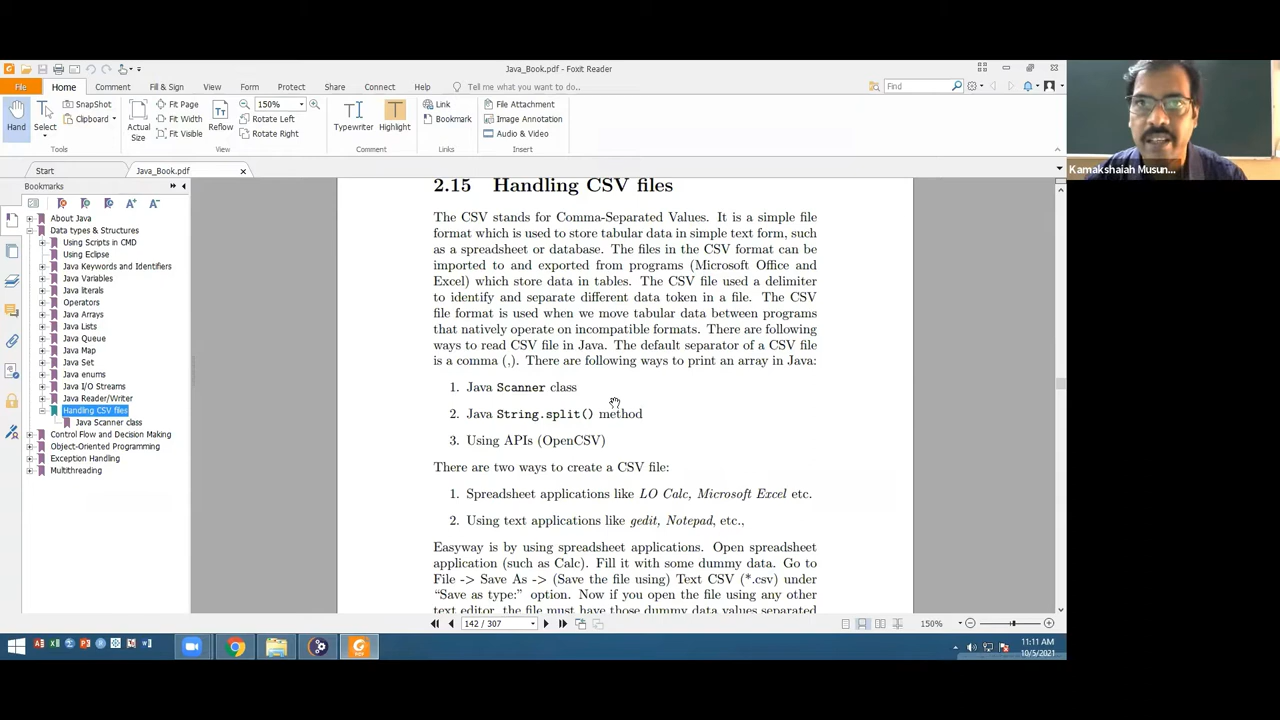 Java_Book.pdf - Foxit Reader
File Home Comment Fill & Sign View Form Protect Share Connect Help Tell me what you want to do... Find
Hand
Select
SnapShot
Clipboard
Tools
Actual Size
Fit Page
Fit Width
Fit Visible
Reflow
150%
Rotate Left
Rotate Right
View
Typewriter
Highlight
Comment
Link
Bookmark
Links
File Attachment
Image Annotation
Audio & Video
Insert
Start Java_Book.pdf
Bookmarks
About Java
Data types & Structures
Using Scripts in CMD
Using Eclipse
Java Keywords and Identifiers
Java Variables
Java literals
Operators
Java Arrays
Java Lists
Java Queue
Java Map
Java Set
Java enums
Java I/O Streams
Java Reader/Writer
Handling CSV files
Java Scanner class
Control Flow and Decision Making
Object-Oriented Programming
Exception Handling
Multithreading
2.15 Handling CSV files
The CSV stands for Comma-Separated Values. It is a simple file
format which is used to store tabular data in simple text form, such
as a spreadsheet or database. The files in the CSV format can be
imported to and exported from programs (Microsoft Office and
Excel) which store data in tables. The CSV file used a delimiter
to identify and separate different data token in a file. The CSV
file format is used when we move tabular data between programs
that natively operate on incompatible formats. There are following
ways to read CSV file in Java. The default separator of a CSV file
is a comma (,). There are following ways to print an array in Java:
1. Java Scanner class
2. Java String.split() method
3. Using APIs (OpenCSV)
There are two ways to create a CSV file:
1. Spreadsheet applications like LO Calc, Microsoft Excel etc.
2. Using text applications like gedit, Notepad, etc.,
Easyway is by using spreadsheet applications. Open spreadsheet
application (such as Calc). Fill it with some dummy data. Go to
File -> Save As -> (Save the file using) Text CSV (*.csv) under
“Save as type:” option. Now if you open the file using any other
text editor, the file must have those dummy data values separated
Kamakshaiah Musun...
142 / 307
150%
11:11 AM
10/5/2021